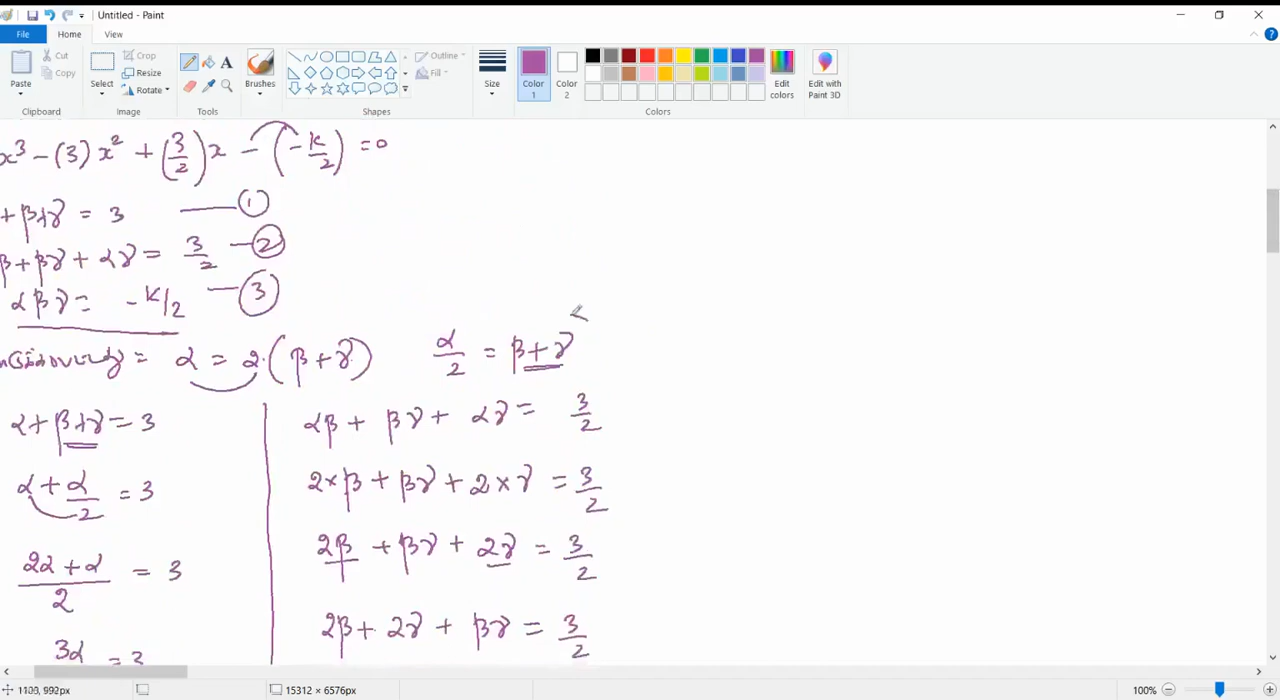 Untitled - Paint
File Home View
Cut
Copy
Paste
Clipboard
Crop
Resize
Rotate
Select
Image
Tools
Brushes
Outline
Fill
Shapes
Size
Color 1
Color 2
Edit colors
Edit with Paint 3D
Colors
x³ - (3) x² + (3/2) x - (-k/2) = 0
+ β+γ = 3 — ①
β + βγ + αγ = 3/2 — ②
αβγ = -k/2 — ③
= α = 2·(β+γ) α/2 = β+γ
α + β+γ = 3
α + α/2 = 3
2α + α / 2 = 3
3α = 3
αβ + βγ + αγ = 3/2
2×β + βγ + 2×γ = 3/2
2β + βγ + 2γ = 3/2
2β + 2γ + βγ = 3/2
1108, 992px
15312 × 6576px
100%